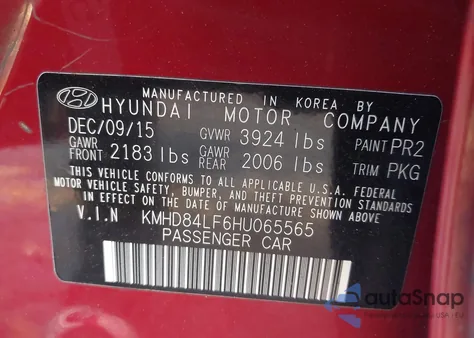 MANUFACTURED IN KOREA BY
HYUNDAI MOTOR COMPANY
DEC/09/15 GVWR 3924 lbs PAINT PR2
GAWR FRONT 2183 lbs GAWR REAR 2006 lbs TRIM PKG
THIS VEHICLE CONFORMS TO ALL APPLICABLE U.S.A. FEDERAL
MOTOR VEHICLE SAFETY, BUMPER, AND THEFT PREVENTION STANDARDS
IN EFFECT ON THE DATE OF MANUFACTURE SHOWN ABOVE.
V.I.N KMHD84LF6HU065565
PASSENGER CAR
autoSnap